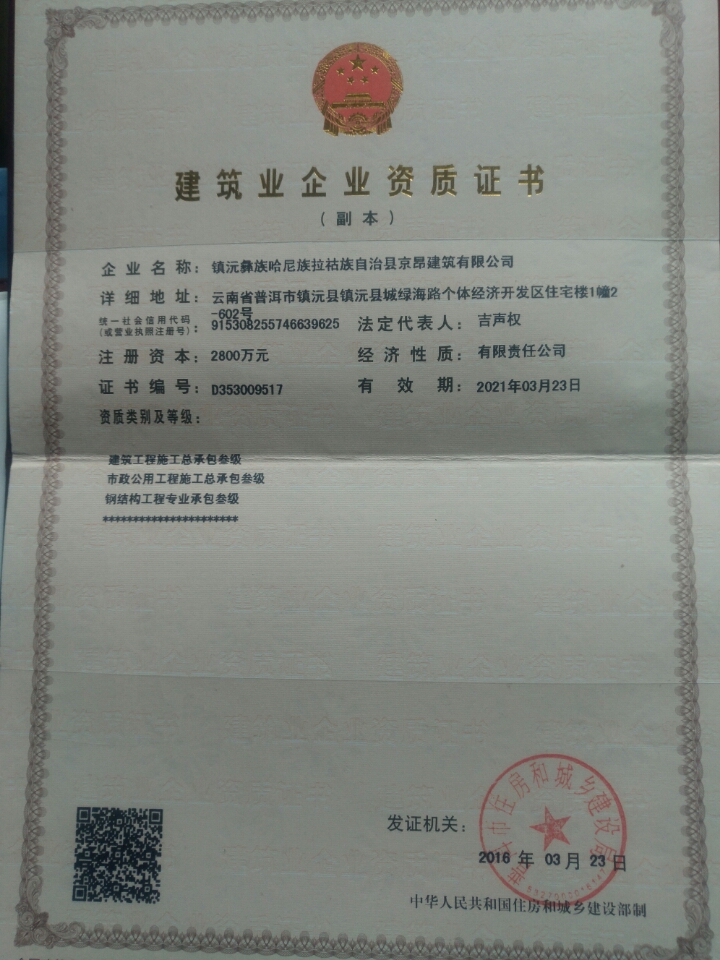 建筑业企业资质证书
（副本）
企业名称：镇沅彝族哈尼族拉祜族自治县京昂建筑有限公司
详细地址：云南省普洱市镇沅县镇沅县城绿海路个体经济开发区住宅楼1幢2
-602号
统一社会信用代码
(或营业执照注册号)：915308255746639625 法定代表人：吉声权
注册资本：2800万元 经济性质：有限责任公司
证书编号：D353009517 有效期：2021年03月23日
资质类别及等级：
建筑工程施工总承包叁级
市政公用工程施工总承包叁级
钢结构工程专业承包叁级
***********************
普洱市住房和城乡建设局
发证机关：
2016年03月23日
中华人民共和国住房和城乡建设部制